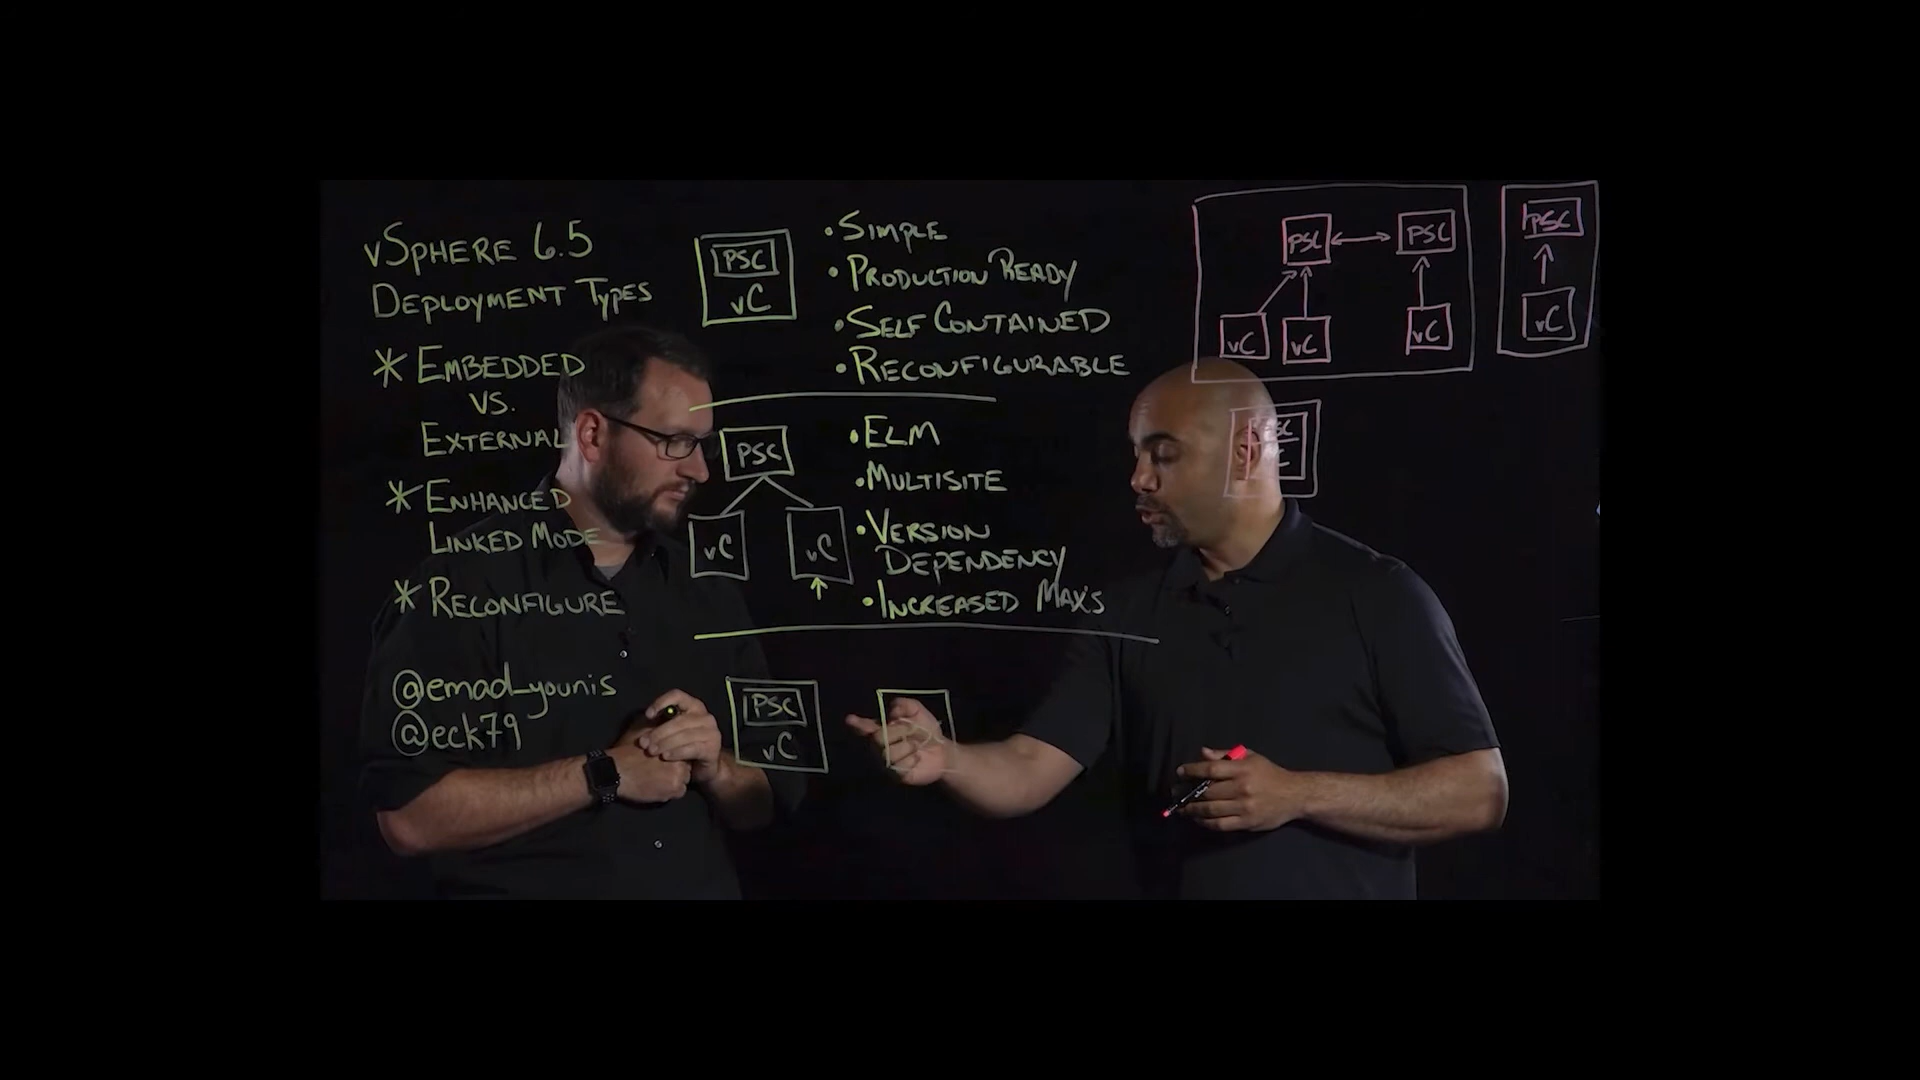 vSphere 6.5
Deployment Types
* Embedded
vs.
External
* Enhanced
Linked Mode
* Reconfigure
@emad_younis
@eck79
PSC
vC
• Simple
• Production Ready
• Self Contained
• Reconfigurable
PSC
vC
vC
• ELM
• Multisite
• Version
Dependency
• Increased Max's
PSC
vC
PSC
PSC
vC
vC
vC
PSC
vC
PSC